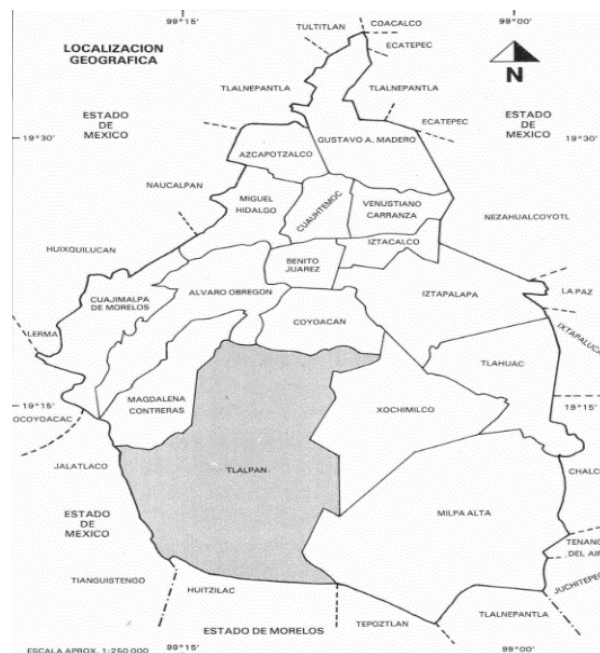 99°15'
99°00'
COACALCO
TULTITLAN
ECATEPEC
LOCALIZACION
GEOGRAFICA
N
TLALNEPANTLA
TLALNEPANTLA
ESTADO
DE
MEXICO
ECATEPEC
ESTADO
DE
MEXICO
19°30'
GUSTAVO A. MADERO
19°30'
AZCAPOTZALCO
NAUCALPAN
MIGUEL
HIDALGO
CUAUHTEMOC
VENUSTIANO
CARRANZA
NEZAHUALCOYOTL
HUIXQUILUCAN
IZTACALCO
BENITO
JUAREZ
CUAJIMALPA
DE MORELOS
ALVARO OBREGON
IZTAPALAPA
LA PAZ
COYOACAN
LERMA
IXTAPALUCA
TLAHUAC
MAGDALENA
CONTRERAS
19°15'
XOCHIMILCO
19°15'
OCOYOACAC
JALATLACO
TLALPAN
CHALCO
ESTADO
DE
MEXICO
MILPA ALTA
TENANG
DEL AIR
TIANGUISTENGO
HUITZILAC
JUCHITEPEC
TLALNEPANTLA
ESTADO DE MORELOS
TEPOZTLAN
ESCALA APROX. 1:250 000
99°15'
99°00'